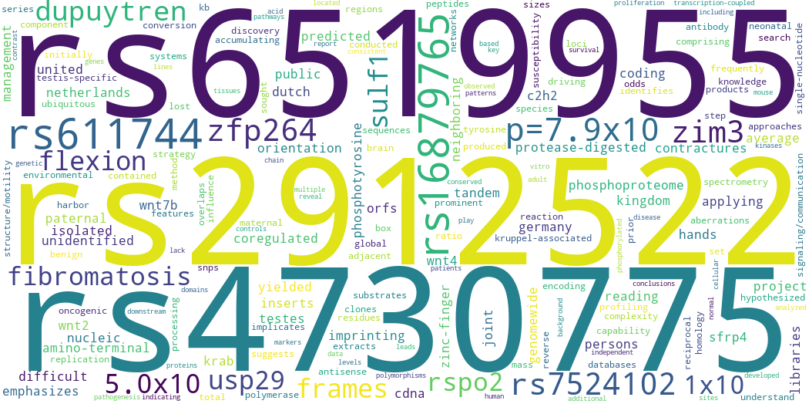 series dupuytren kb acid pathways regions located peptides sizes proliferation transcription-coupled including
component conversion discovery accumulating predicted conducted consistent networks susceptibility based key survival antibody neonatal
rs6519955
management contrast initially genes united systems report public sulf1 rs16879765 loci driving coding comprising search single-nucleotide
testis-specific lines tissues sought dutch odds frequently knowledge
netherlands ubiquitous lost neighboring observed patterns species c2h2 identifies products mouse
rs611744 zfp264 sequences tyrosine p=7.9x10 zim3 step approaches average
flexion strategy orientation phosphotyrosine brain produced protease-digested contractures
structure/motility genetic environmental contained method chain overlaps influence multiple reveal vitro conserved adult reaction phosphoproteome spectrometry signaling/communication
rs2912522
harbor wnt7b features maternal controls orfs tandem prominent kingdom kinases
paternal isolated unidentified coregulated box global play germany prior disease applying aberrations
benign lack snps adjacent ratio wnt4 kruppel-associated phosphorylated hands set cellular
fibromatosis domains yielded patients encoding conclusions project
rs4730775
oncogenic downstream processing implicates inserts substrates clones residues zinc-finger joint genomewide reverse background reading profiling complexity normal hypothesized analyzed
wnt2 nucleic testes markers imprinting extracts capability reciprocal homology sfrp4 libraries
amino-terminal krab suggests data leads levels antisense mass persons independent
difficult replication proteins polymorphisms databases developed
emphasizes 5.0x10 usp29 frames rspo2 rs7524102 1x10
pathogenesis indicating total polymerase cdna human additional sites understand